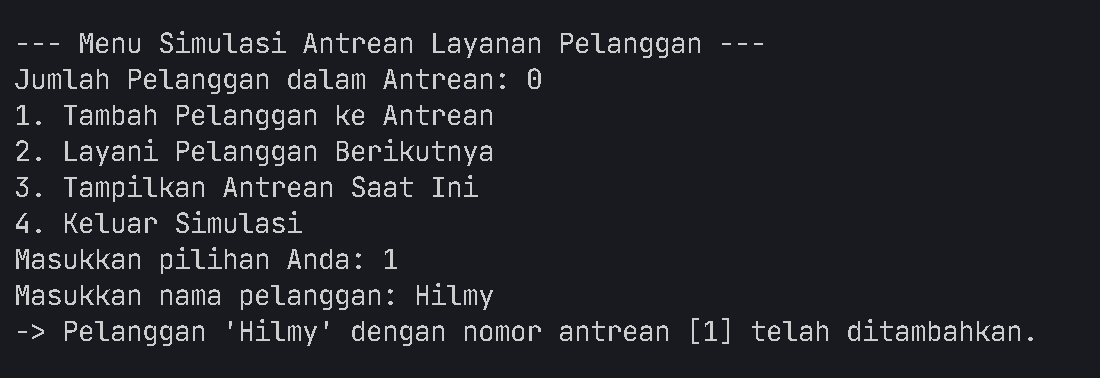 --- Menu Simulasi Antrean Layanan Pelanggan ---
Jumlah Pelanggan dalam Antrean: 0
1. Tambah Pelanggan ke Antrean
2. Layani Pelanggan Berikutnya
3. Tampilkan Antrean Saat Ini
4. Keluar Simulasi
Masukkan pilihan Anda: 1
Masukkan nama pelanggan: Hilmy
-> Pelanggan 'Hilmy' dengan nomor antrean [1] telah ditambahkan.